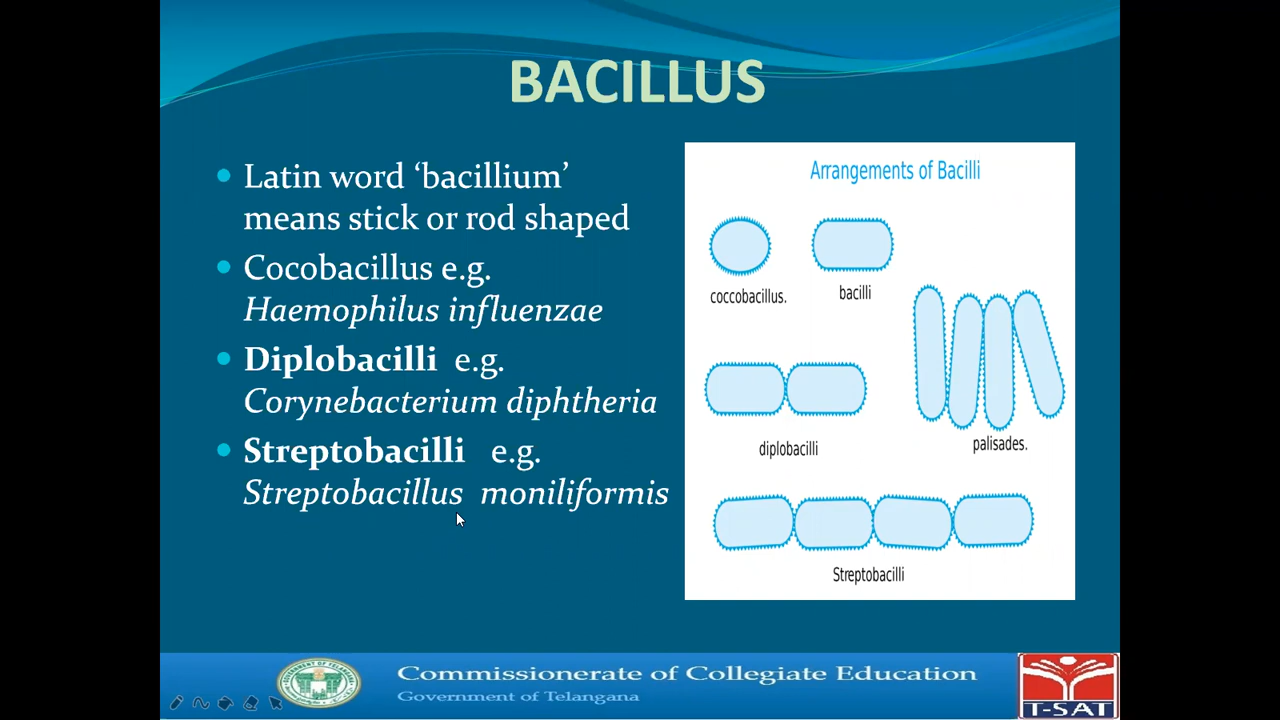 BACILLUS
Latin word ‘bacillium’
means stick or rod shaped
Cocobacillus e.g.
Haemophilus influenzae
Diplobacilli e.g.
Corynebacterium diphtheria
Streptobacilli e.g.
Streptobacillus moniliformis
Arrangements of Bacilli
coccobacillus.
bacilli
diplobacilli
palisades.
Streptobacilli
Commissionerate of Collegiate Education
Government of Telangana
T-SAT